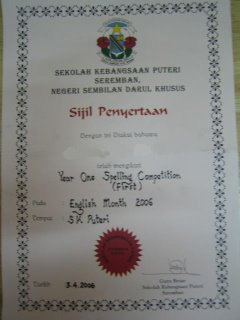 SEKOLAH KEBANGSAAN PUTERI
SEREMBAN,
NEGERI SEMBILAN DARUL KHUSUS
Sijil Penyertaan
Dengan ini Diakui bahawa
telah mengikuti
Year One Spelling Competition
(First)
Pada : English Month 2006
Tempat : S.K. Puteri
Tarikh 3.4.2006
Guru Besar
Sekolah Kebangsaan Puteri
Seremban